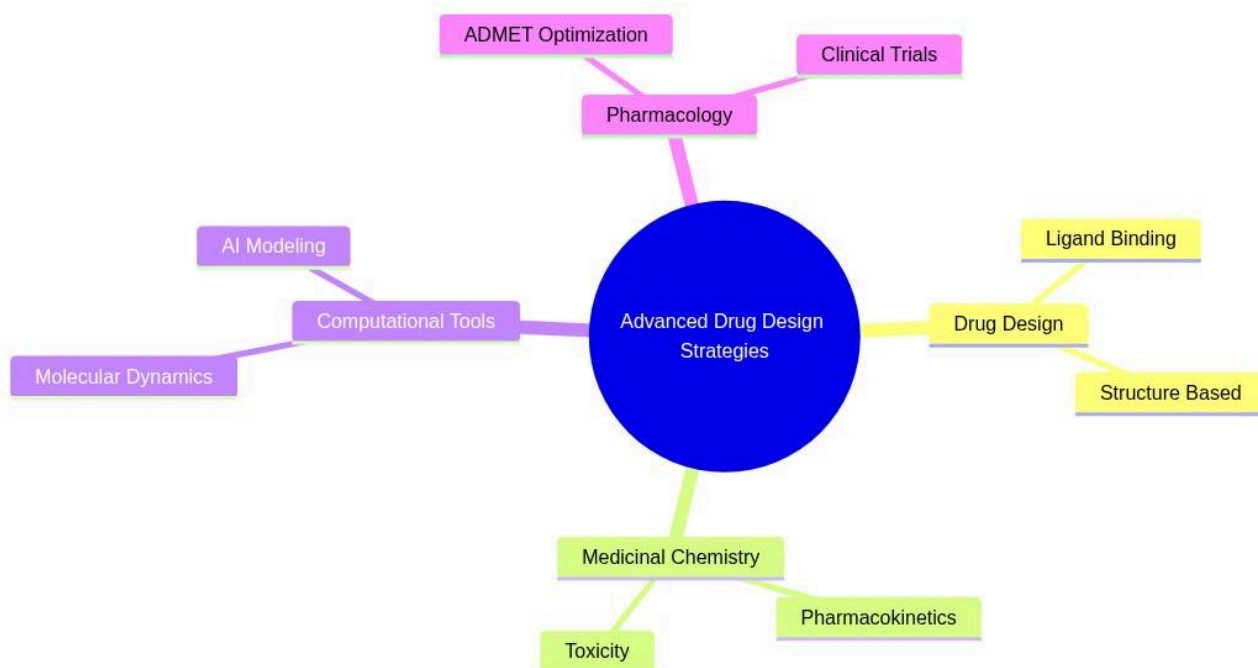 ADMET Optimization
Clinical Trials
Pharmacology
AI Modeling
Computational Tools
Molecular Dynamics
Advanced Drug Design
Strategies
Ligand Binding
Drug Design
Structure Based
Medicinal Chemistry
Pharmacokinetics
Toxicity